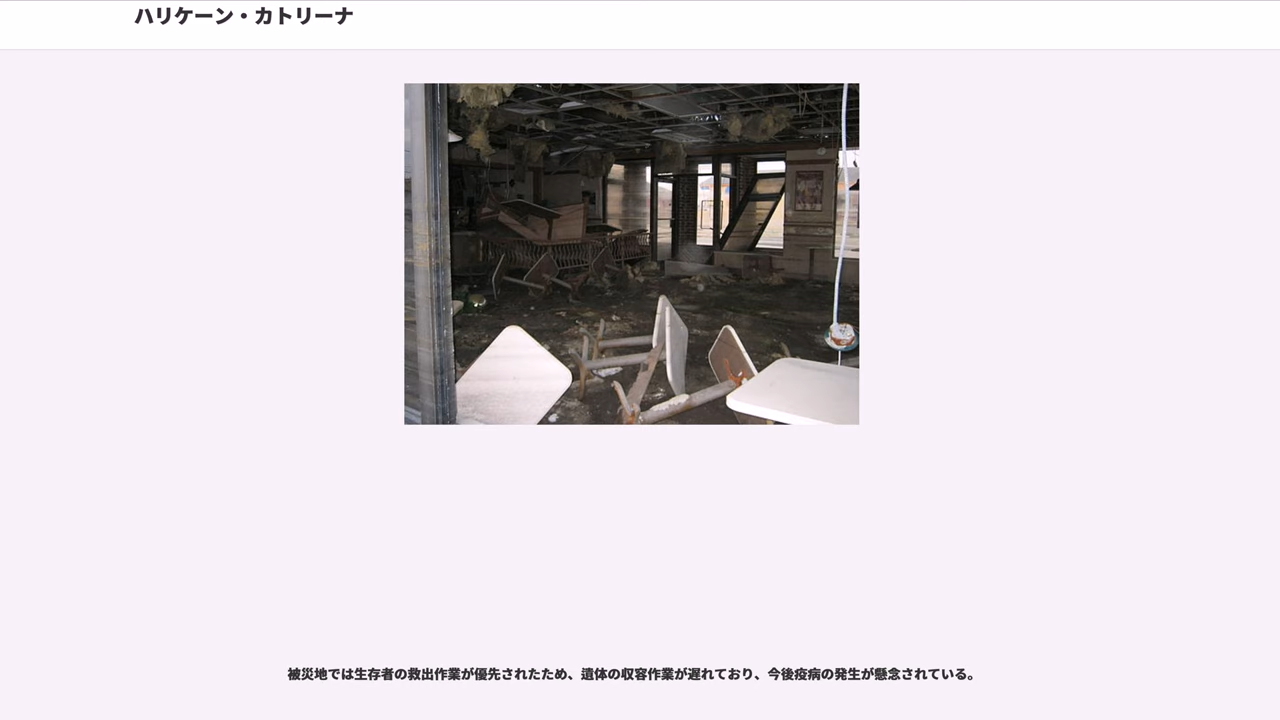 ハリケーン・カトリーナ
被災地では生存者の救出作業が優先されたため、遺体の収容作業が遅れており、今後疫病の発生が懸念されている。